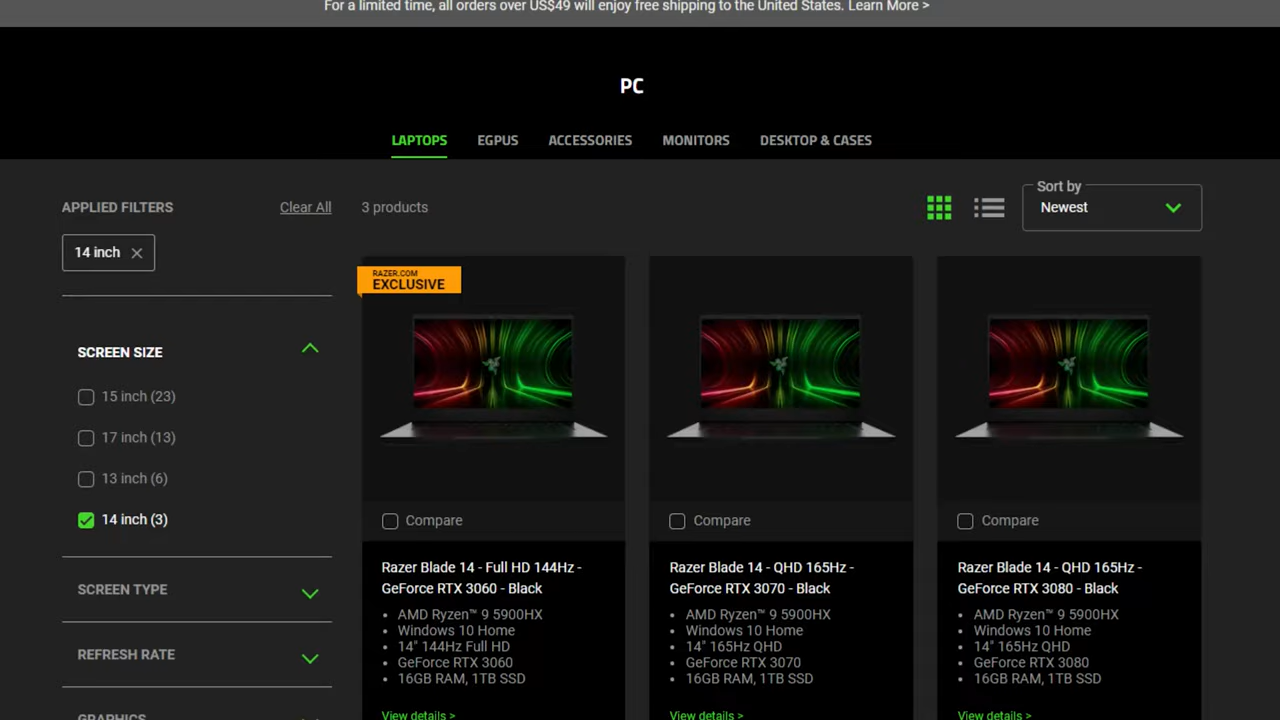 For a limited time, all orders over US$49 will enjoy free shipping to the United States. Learn More >
PC
LAPTOPS EGPUS ACCESSORIES MONITORS DESKTOP & CASES
APPLIED FILTERS Clear All
14 inch
SCREEN SIZE
15 inch (23)
17 inch (13)
13 inch (6)
14 inch (3)
SCREEN TYPE
REFRESH RATE
GRAPHICS
3 products
Sort by
Newest
RAZER.COM
EXCLUSIVE
Compare
Razer Blade 14 - Full HD 144Hz -
GeForce RTX 3060 - Black
• AMD Ryzen™ 9 5900HX
• Windows 10 Home
• 14" 144Hz Full HD
• GeForce RTX 3060
• 16GB RAM, 1TB SSD
View details >
Compare
Razer Blade 14 - QHD 165Hz -
GeForce RTX 3070 - Black
• AMD Ryzen™ 9 5900HX
• Windows 10 Home
• 14" 165Hz QHD
• GeForce RTX 3070
• 16GB RAM, 1TB SSD
View details >
Compare
Razer Blade 14 - QHD 165Hz -
GeForce RTX 3080 - Black
• AMD Ryzen™ 9 5900HX
• Windows 10 Home
• 14" 165Hz QHD
• GeForce RTX 3080
• 16GB RAM, 1TB SSD
View details >